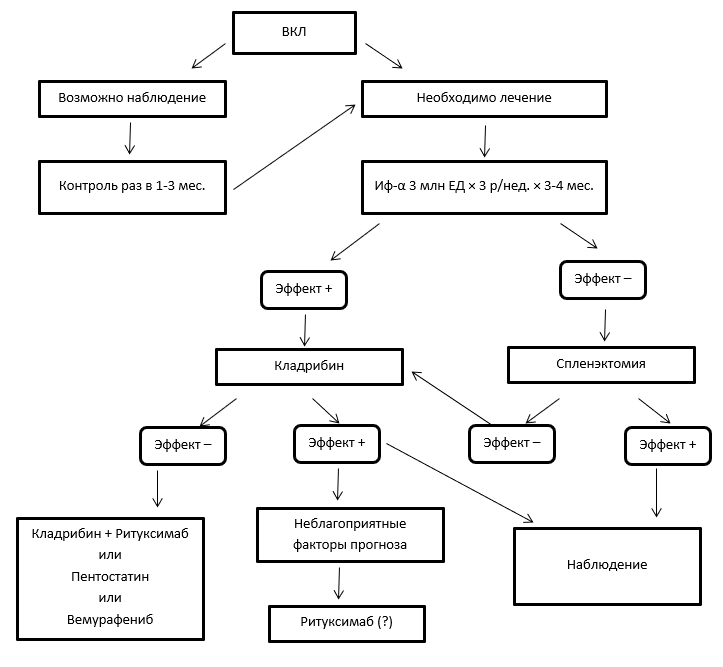 ВКЛ
Возможно наблюдение
Необходимо лечение
Контроль раз в 1-3 мес.
Иф-α 3 млн ЕД × 3 р/нед. × 3-4 мес.
Эффект +
Эффект –
Кладрибин
Спленэктомия
Эффект –
Эффект +
Эффект –
Эффект +
Кладрибин + Ритуксимаб
или
Пентостатин
или
Вемурафениб
Неблагоприятные
факторы прогноза
Наблюдение
Ритуксимаб (?)